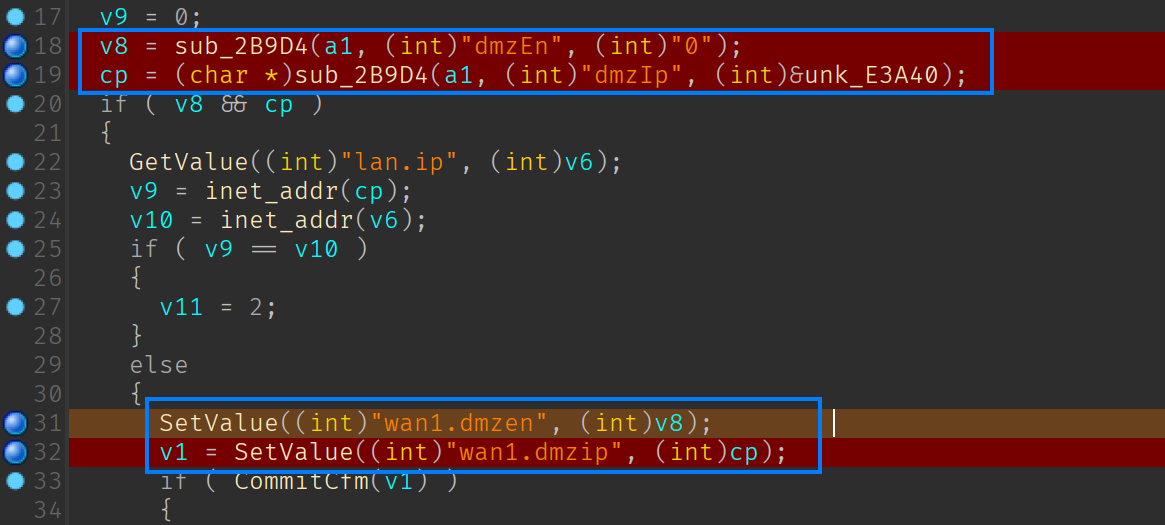 17 v9 = 0;
18 v8 = sub_2B9D4(a1, (int)"dmzEn", (int)"0");
19 cp = (char *)sub_2B9D4(a1, (int)"dmzIp", (int)&unk_E3A40);
20 if ( v8 && cp )
21 {
22 GetValue((int)"lan.ip", (int)v6);
23 v9 = inet_addr(cp);
24 v10 = inet_addr(v6);
25 if ( v9 == v10 )
26 {
27 v11 = 2;
28 }
29 else
30 {
31 SetValue((int)"wan1.dmzen", (int)v8);
32 v1 = SetValue((int)"wan1.dmzip", (int)cp);
33 if ( CommitCfm(v1) )
34 {